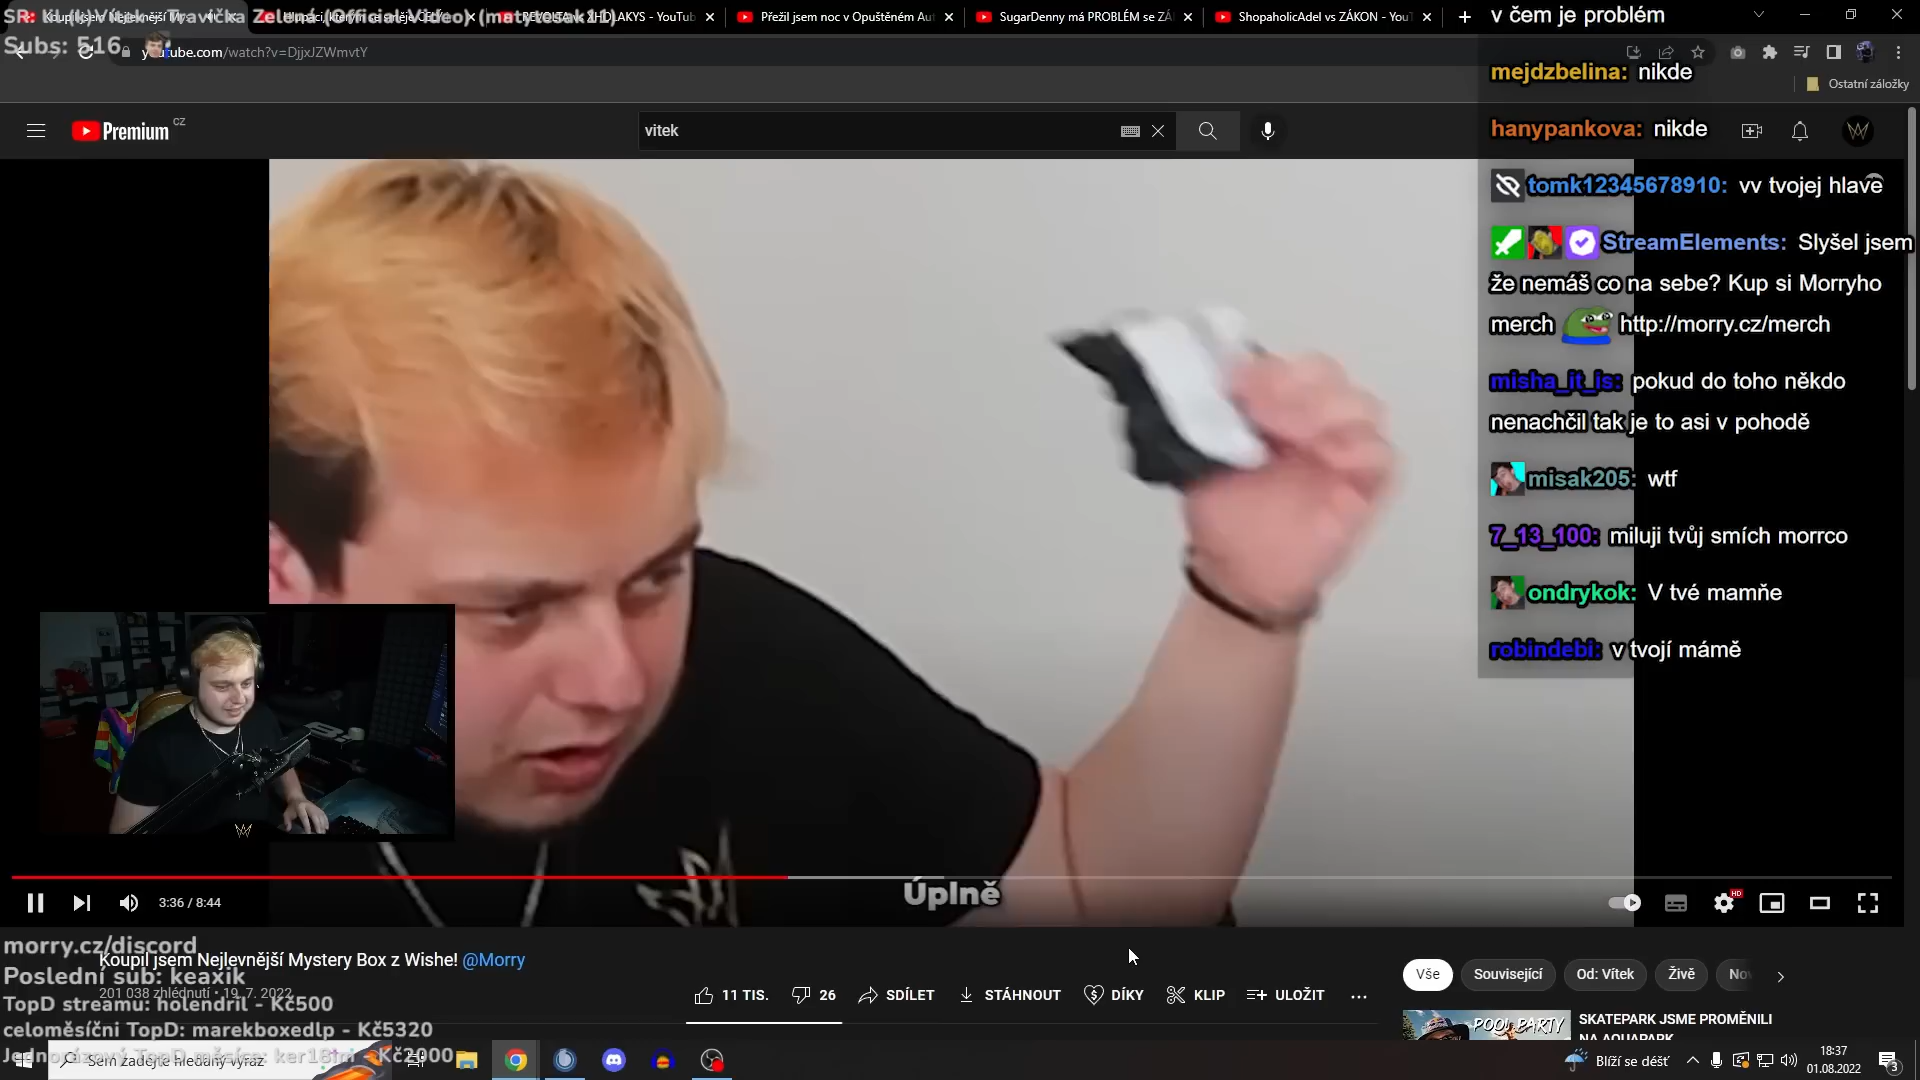 v čem je problém
Přežil jsem noc v Opuštěném Au
SugarDenny má PROBLÉM se ZÁ
ShopaholicAdel vs ZÁKON - YouT
Subs: 516
youtube.com/watch?v=DjjxJZWmvtY
Ostatní záložky
mejdzbelina: nikde
hanypankova: nikde
Premium CZ
vitek
tomk12345678910: vv tvojej hlavě
StreamElements: Slyšel jsem
že nemáš co na sebe? Kup si Morryho
merch http://morry.cz/merch
misha_it_is: pokud do toho někdo
nenachčil tak je to asi v pohodě
misak205: wtf
7_13_100: miluji tvůj smích morrco
ondrykok: V tvé mamňe
robindebi: v tvojí mámě
Úplně
3:36 / 8:44
HD
morry.cz/discord
Koupil jsem Nejlevnější Mystery Box z Wishe! @Morry
Poslední sub: keaxik
201 038 zhlédnutí • 19. 7. 2022
TopD streamu: holendril - Kč500
celoměsíčni TopD: marekboxedlp - Kč5320
11 TIS.
26
SDÍLET
STÁHNOUT
DÍKY
KLIP
ULOŽIT
Vše
Související
Od: Vítek
Živě
POOL PARTY
SKATEPARK JSME PROMĚNILI
NA AQUAPARK
Sem zadejte hledaný výraz
Blíží se déšť
18:37
01.08.2022
3